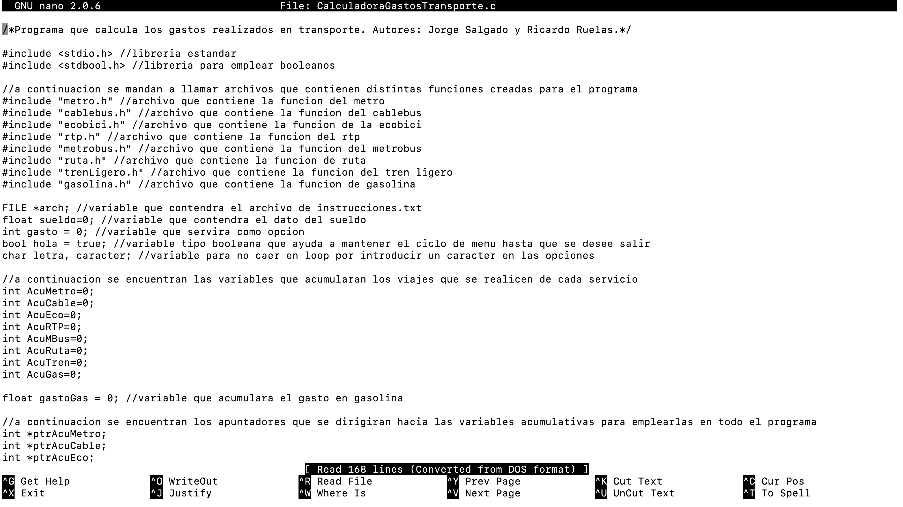 GNU nano 2.0.6 File: CalculadoraGastosTransporte.c
/*Programa que calcula los gastos realizados en transporte. Autores: Jorge Salgado y Ricardo Ruelas.*/
#include <stdio.h> //libreria estandar
#include <stdbool.h> //libreria para emplear booleanos
//a continuacion se mandan a llamar archivos que contienen distintas funciones creadas para el programa
#include "metro.h" //archivo que contiene la funcion del metro
#include "cablebus.h" //archivo que contiene la funcion del cablebus
#include "ecobici.h" //archivo que contiene la funcion de la ecobici
#include "rtp.h" //archivo que contiene la funcion del rtp
#include "metrobus.h" //archivo que contiene la funcion del metrobus
#include "ruta.h" //archivo que contiene la funcion de ruta
#include "trenLigero.h" //archivo que contiene la funcion del tren ligero
#include "gasolina.h" //archivo que contiene la funcion de gasolina
FILE *arch; //variable que contendra el archivo de instrucciones.txt
float sueldo=0; //variable que contendra el dato del sueldo
int gasto = 0; //variable que servira como opcion
bool hola = true; //variable tipo booleana que ayuda a mantener el ciclo de menu hasta que se desee salir
char letra, caracter; //variable para no caer en loop por introducir un caracter en las opciones
//a continuacion se encuentran las variables que acumularan los viajes que se realicen de cada servicio
int AcuMetro=0;
int AcuCable=0;
int AcuEco=0;
int AcuRTP=0;
int AcuMBus=0;
int AcuRuta=0;
int AcuTren=0;
int AcuGas=0;
float gastoGas = 0; //variable que acumulara el gasto en gasolina
//a continuacion se encuentran los apuntadores que se dirigiran hacia las variables acumulativas para emplearlas en todo el programa
int *ptrAcuMetro;
int *ptrAcuCable;
int *ptrAcuEco;
[ Read 168 lines (Converted from DOS format) ]
^G Get Help ^O WriteOut ^R Read File ^Y Prev Page ^K Cut Text ^C Cur Pos
^X Exit ^J Justify ^W Where Is ^V Next Page ^U UnCut Text ^T To Spell